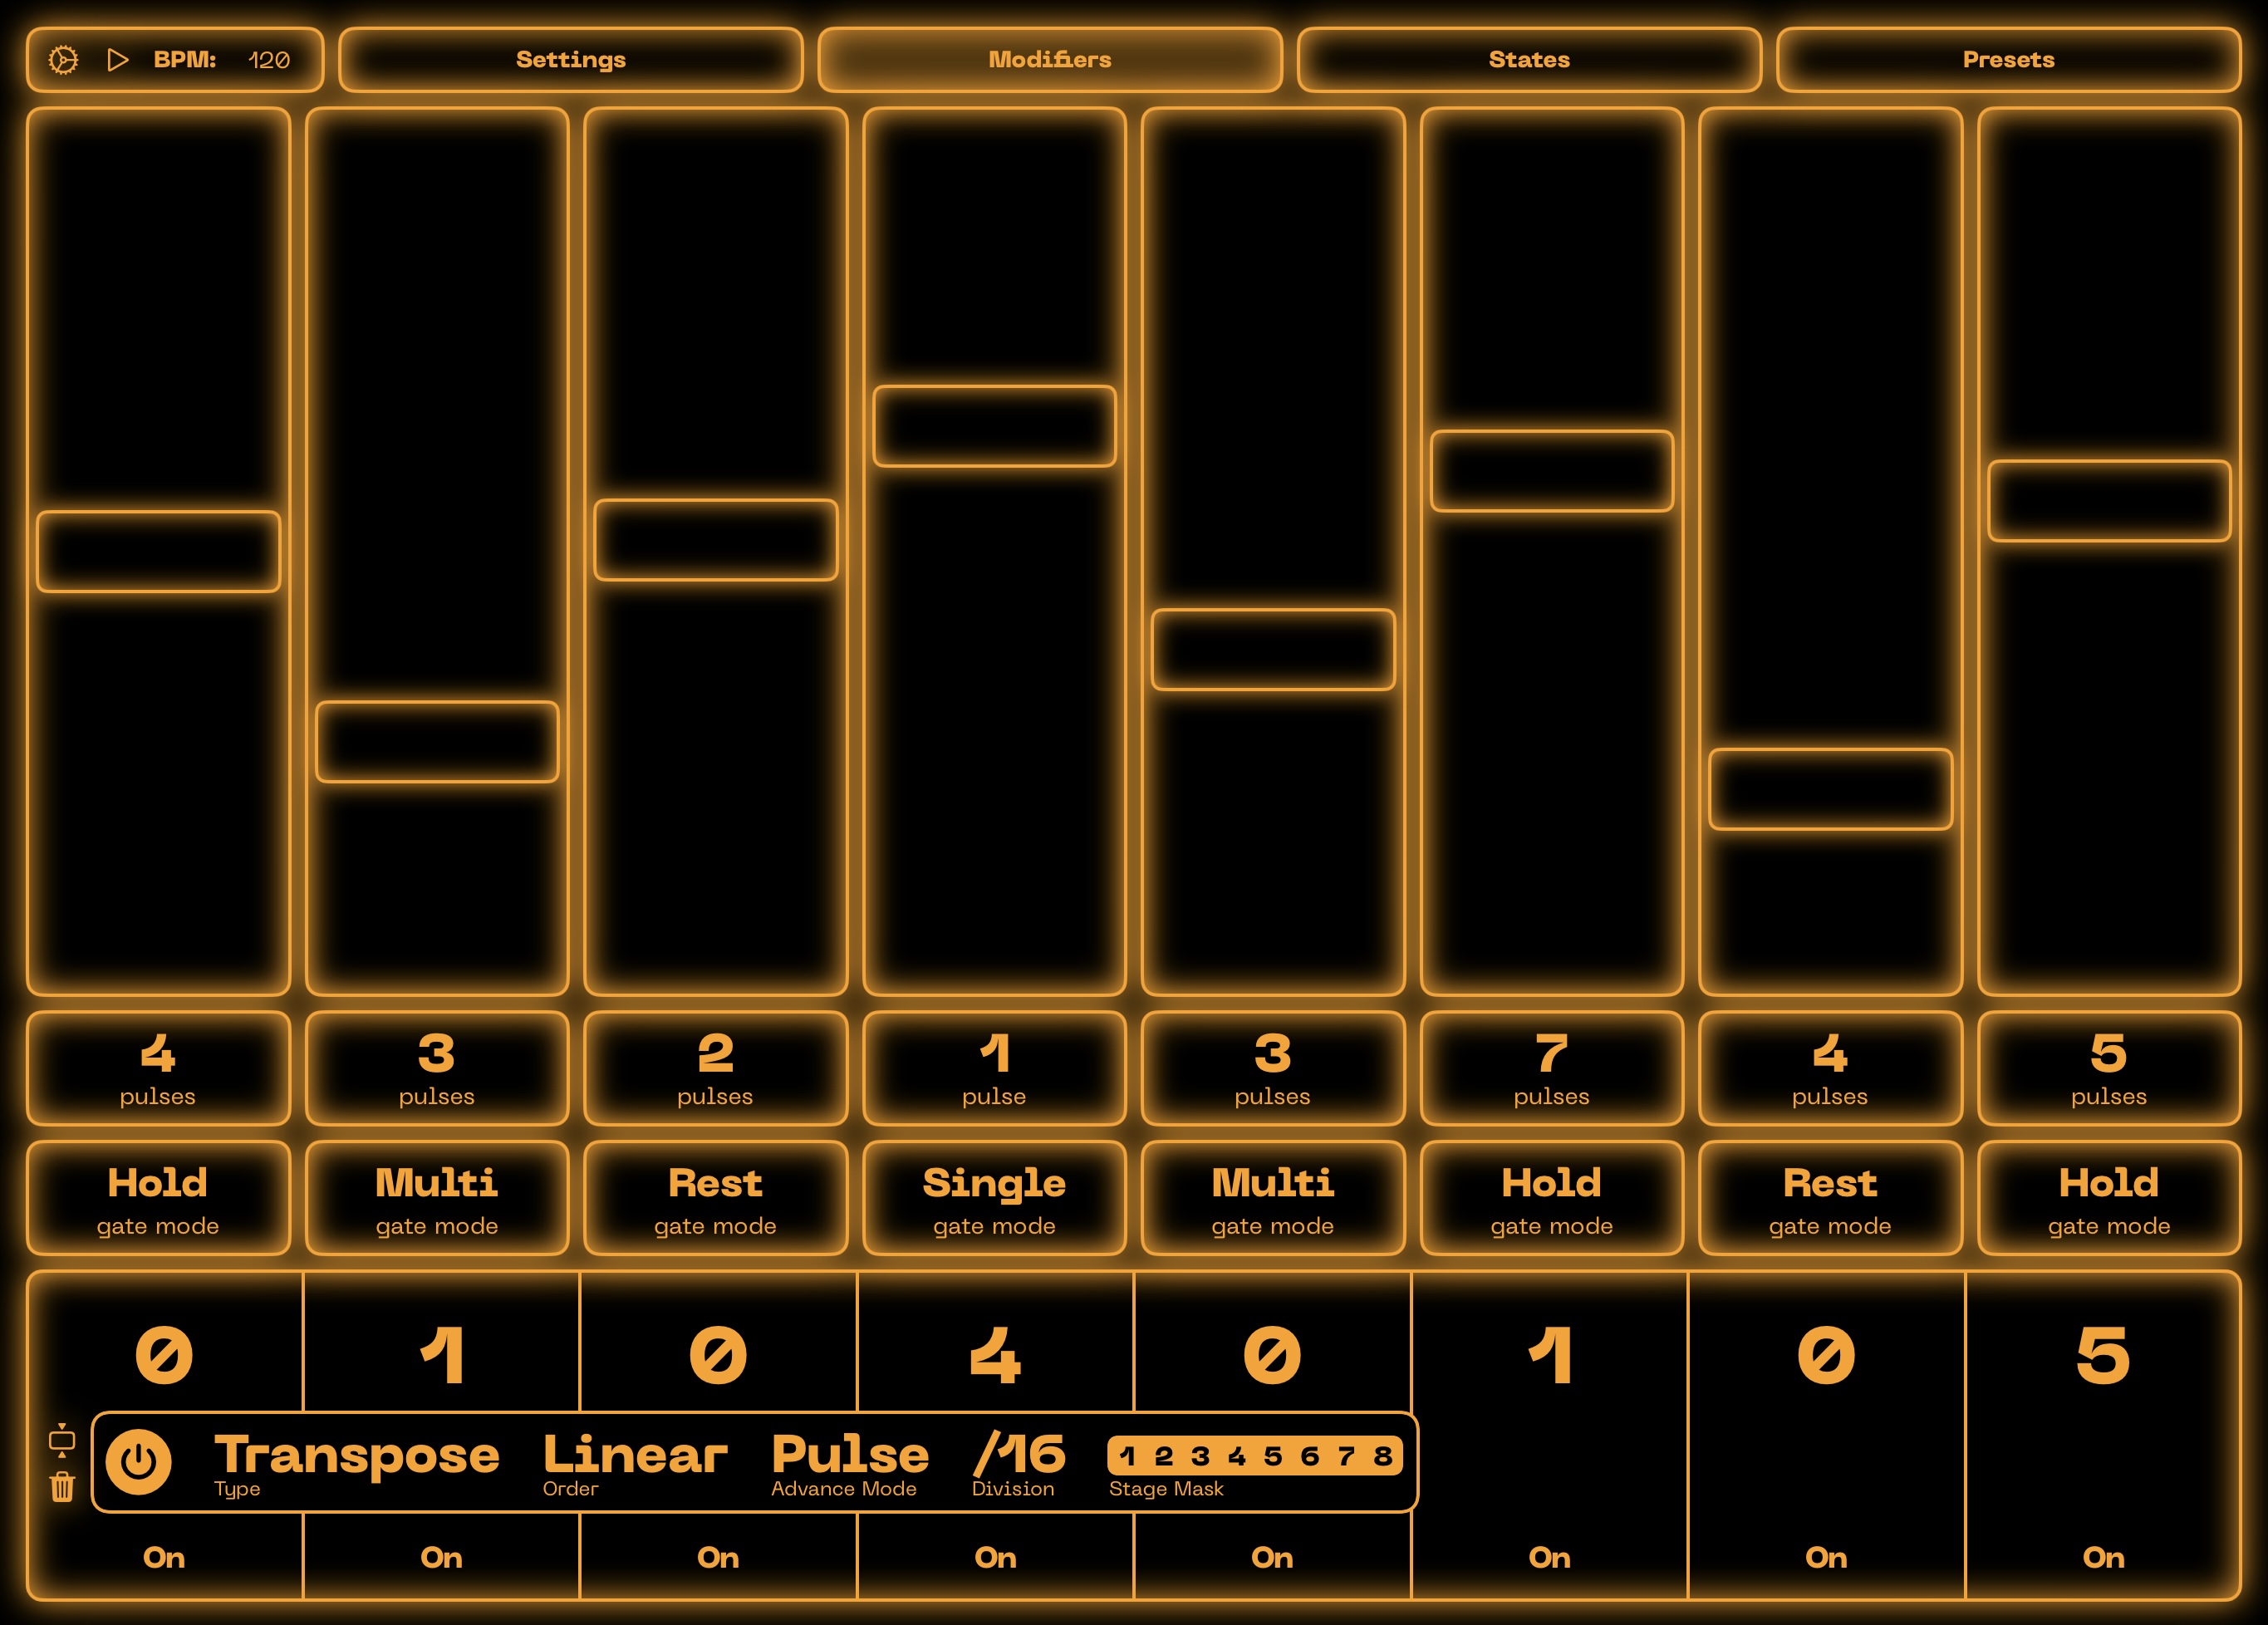 BPM: 120 Settings Modifiers States Presets
4 3 2 1 3 7 4 5
pulses pulses pulses pulse pulses pulses pulses pulses
Hold Multi Rest Single Multi Hold Rest Hold
gate mode gate mode gate mode gate mode gate mode gate mode gate mode gate mode
0 1 0 4 0 1 0 5
Transpose Linear Pulse /16 1 2 3 4 5 6 7 8
Type Order Advance Mode Division Stage Mask
On On On On On On On On